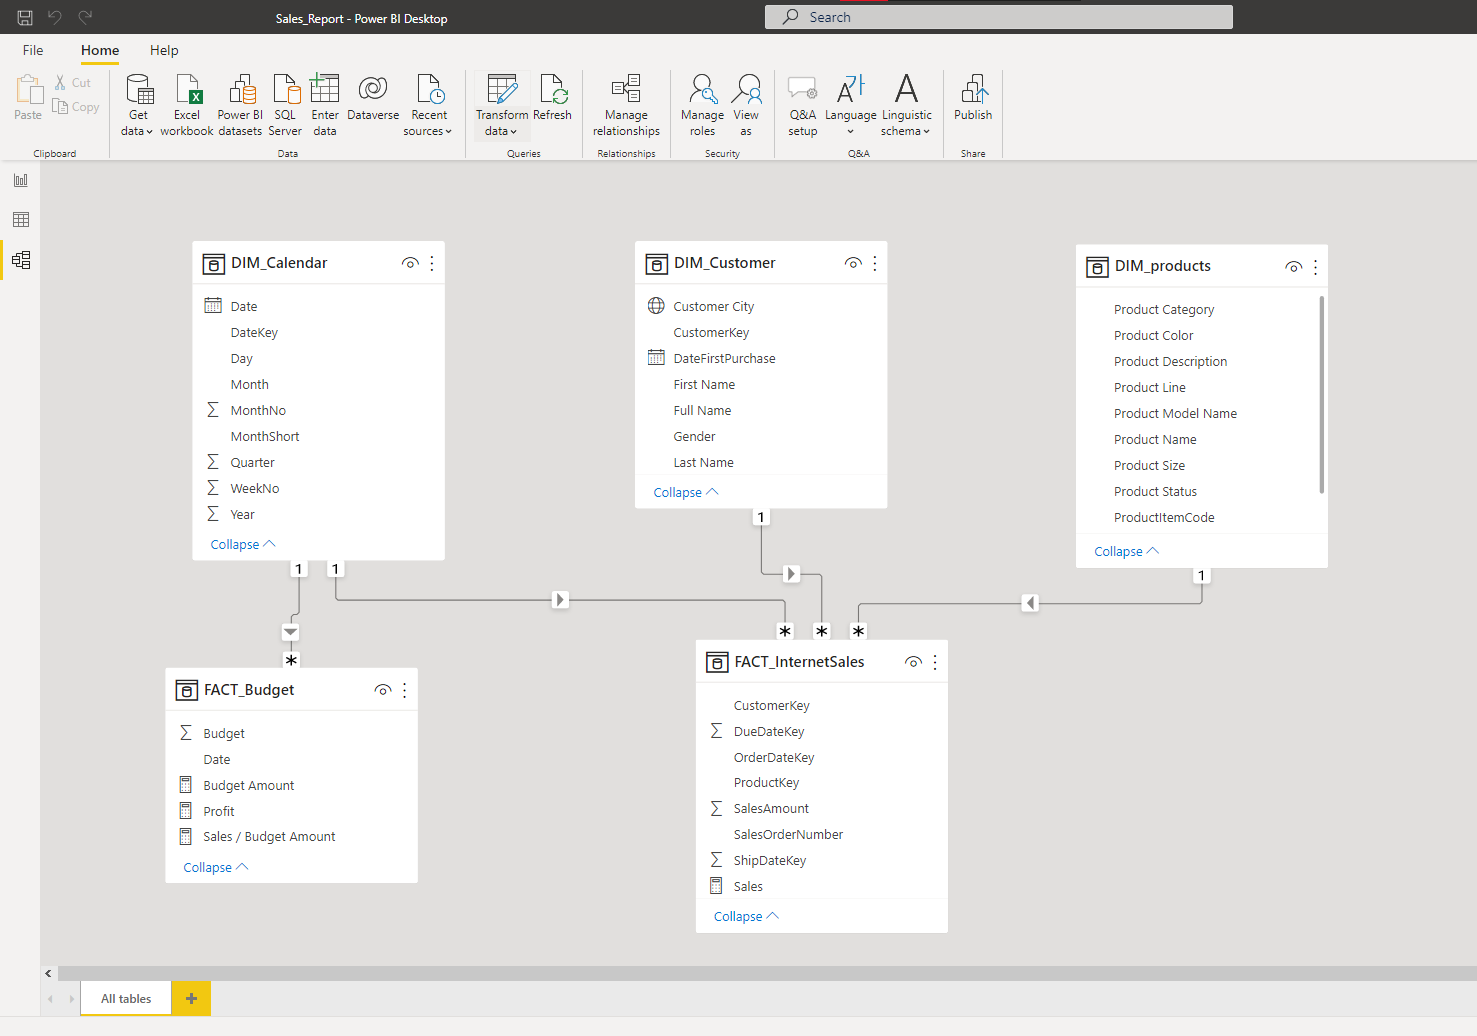 Sales_Report - Power BI Desktop
Search
File Home Help
Paste
Cut
Copy
Get data
Excel workbook
Power BI datasets
SQL Server
Enter data
Dataverse
Recent sources
Transform data
Refresh
Manage relationships
Manage roles
View as
Q&A setup
Language
Linguistic schema
Publish
Clipboard
Data
Queries
Relationships
Security
Q&A
Share
DIM_Calendar
Date
DateKey
Day
Month
MonthNo
MonthShort
Quarter
WeekNo
Year
Collapse
DIM_Customer
Customer City
CustomerKey
DateFirstPurchase
First Name
Full Name
Gender
Last Name
Collapse
DIM_products
Product Category
Product Color
Product Description
Product Line
Product Model Name
Product Name
Product Size
Product Status
ProductItemCode
Collapse
1
1
1
1
*
*
*
*
FACT_Budget
Budget
Date
Budget Amount
Profit
Sales / Budget Amount
Collapse
FACT_InternetSales
CustomerKey
DueDateKey
OrderDateKey
ProductKey
SalesAmount
SalesOrderNumber
ShipDateKey
Sales
Collapse
All tables